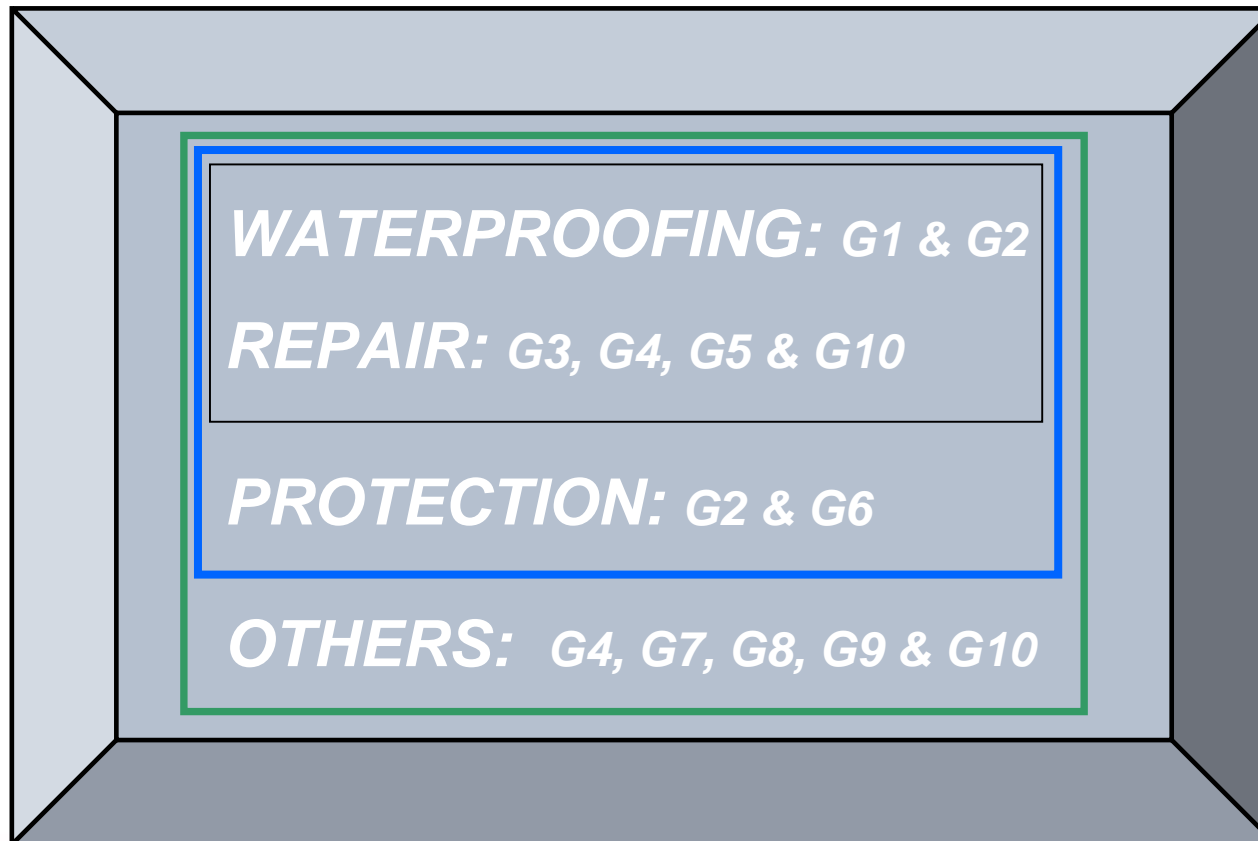 WATERPROOFING: G1 & G2
REPAIR: G3, G4, G5 & G10
PROTECTION: G2 & G6
OTHERS: G4, G7, G8, G9 & G10